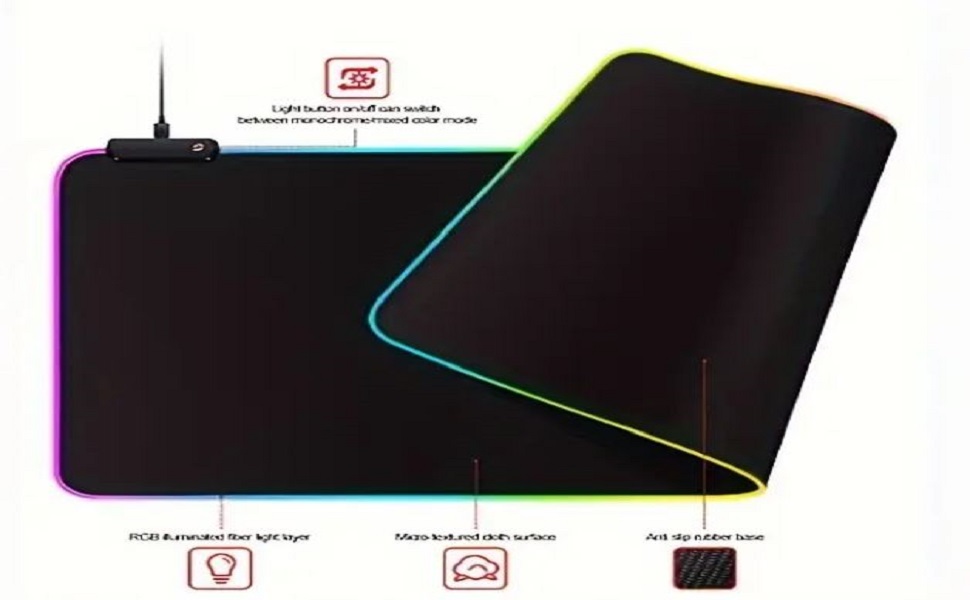 Light button on/off can switch
between monochrome/mixed color mode
RGB illuminated fiber light layer
Micro-textured cloth surface
Anti slip rubber base